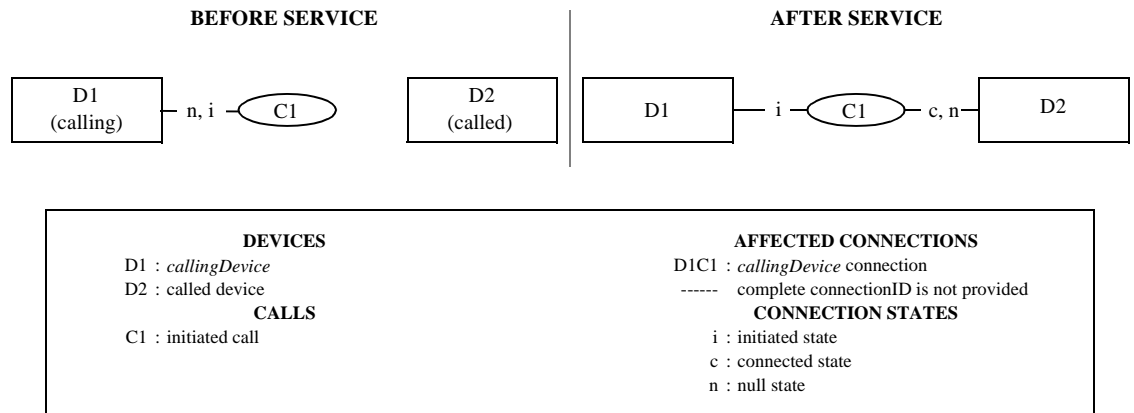 BEFORE SERVICE
AFTER SERVICE
D1
(calling)
n, i
C1
D2
(called)
D1
i
C1
c, n
D2
DEVICES
D1 : callingDevice
D2 : called device
CALLS
C1 : initiated call
AFFECTED CONNECTIONS
D1C1 : callingDevice connection
------ complete connectionID is not provided
CONNECTION STATES
i : initiated state
c : connected state
n : null state